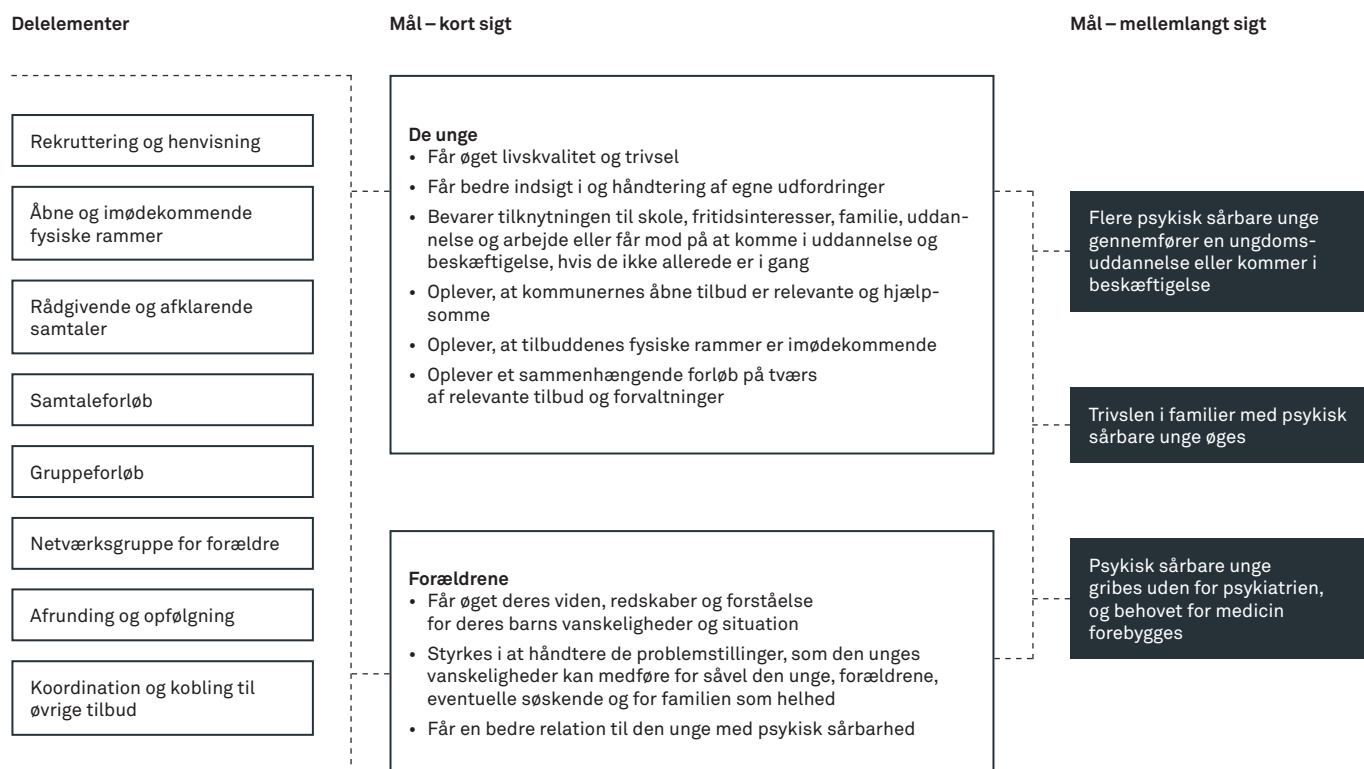 Delelementer
Rekruttering og henvisning
Åbne og imødekommende
fysiske rammer
Rådgivende og afklarende
samtaler
Samtaleforløb
Gruppeforløb
Netværksgruppe for forældre
Afrunding og opfølgning
Koordination og kobling til
øvrige tilbud
Mål – kort sigt
De unge
• Får øget livskvalitet og trivsel
• Får bedre indsigt i og håndtering af egne udfordringer
• Bevarer tilknytningen til skole, fritidsinteresser, familie, uddan-
nelse og arbejde eller får mod på at komme i uddannelse og
beskæftigelse, hvis de ikke allerede er i gang
• Oplever, at kommunernes åbne tilbud er relevante og hjælp-
somme
• Oplever, at tilbuddenes fysiske rammer er imødekommende
• Oplever et sammenhængende forløb på tværs
af relevante tilbud og forvaltninger
Forældrene
• Får øget deres viden, redskaber og forståelse
for deres barns vanskeligheder og situation
• Styrkes i at håndtere de problemstillinger, som den unges
vanskeligheder kan medføre for såvel den unge, forældrene,
eventuelle søskende og for familien som helhed
• Får en bedre relation til den unge med psykisk sårbarhed
Mål – mellemlangt sigt
Flere psykisk sårbare unge
gennemfører en ungdoms-
uddannelse eller kommer i
beskæftigelse
Trivslen i familier med psykisk
sårbare unge øges
Psykisk sårbare unge
gribes uden for psykiatrien,
og behovet for medicin
forebygges